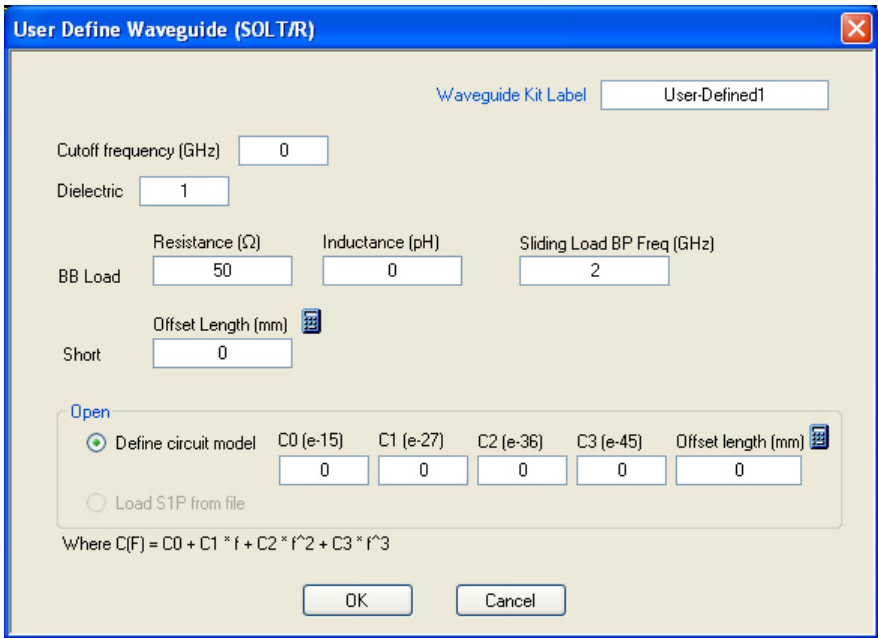 User Define Waveguide (SOLT/R)
Waveguide Kit Label User-Defined1
Cutoff frequency (GHz) 0
Dielectric 1
Resistance (Ω) Inductance (pH) Sliding Load BP Freq (GHz)
BB Load 50 0 2
Offset Length (mm)
Short 0
Open
Define circuit model C0 (e-15) C1 (e-27) C2 (e-36) C3 (e-45) Offset length (mm)
0 0 0 0 0
Load S1P from file
Where C(F) = C0 + C1 * f + C2 * f^2 + C3 * f^3
OK Cancel